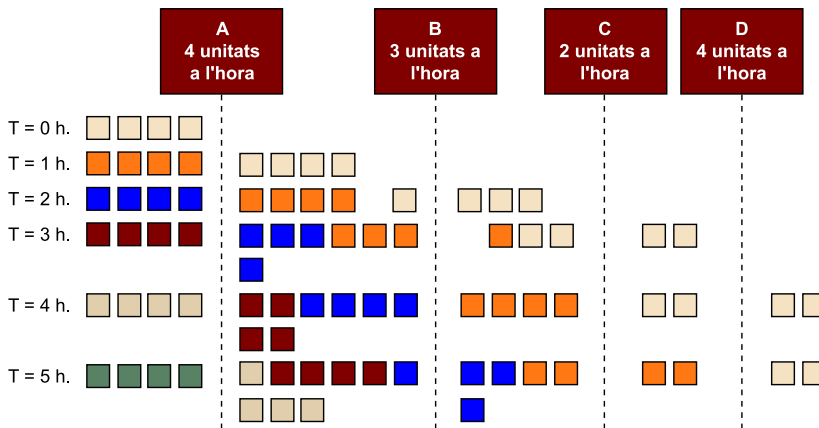 A
4 unitats
a l'hora
B
3 unitats a
l'hora
C
2 unitats a
l'hora
D
4 unitats a
l'hora
T = 0 h.
T = 1 h.
T = 2 h.
T = 3 h.
T = 4 h.
T = 5 h.